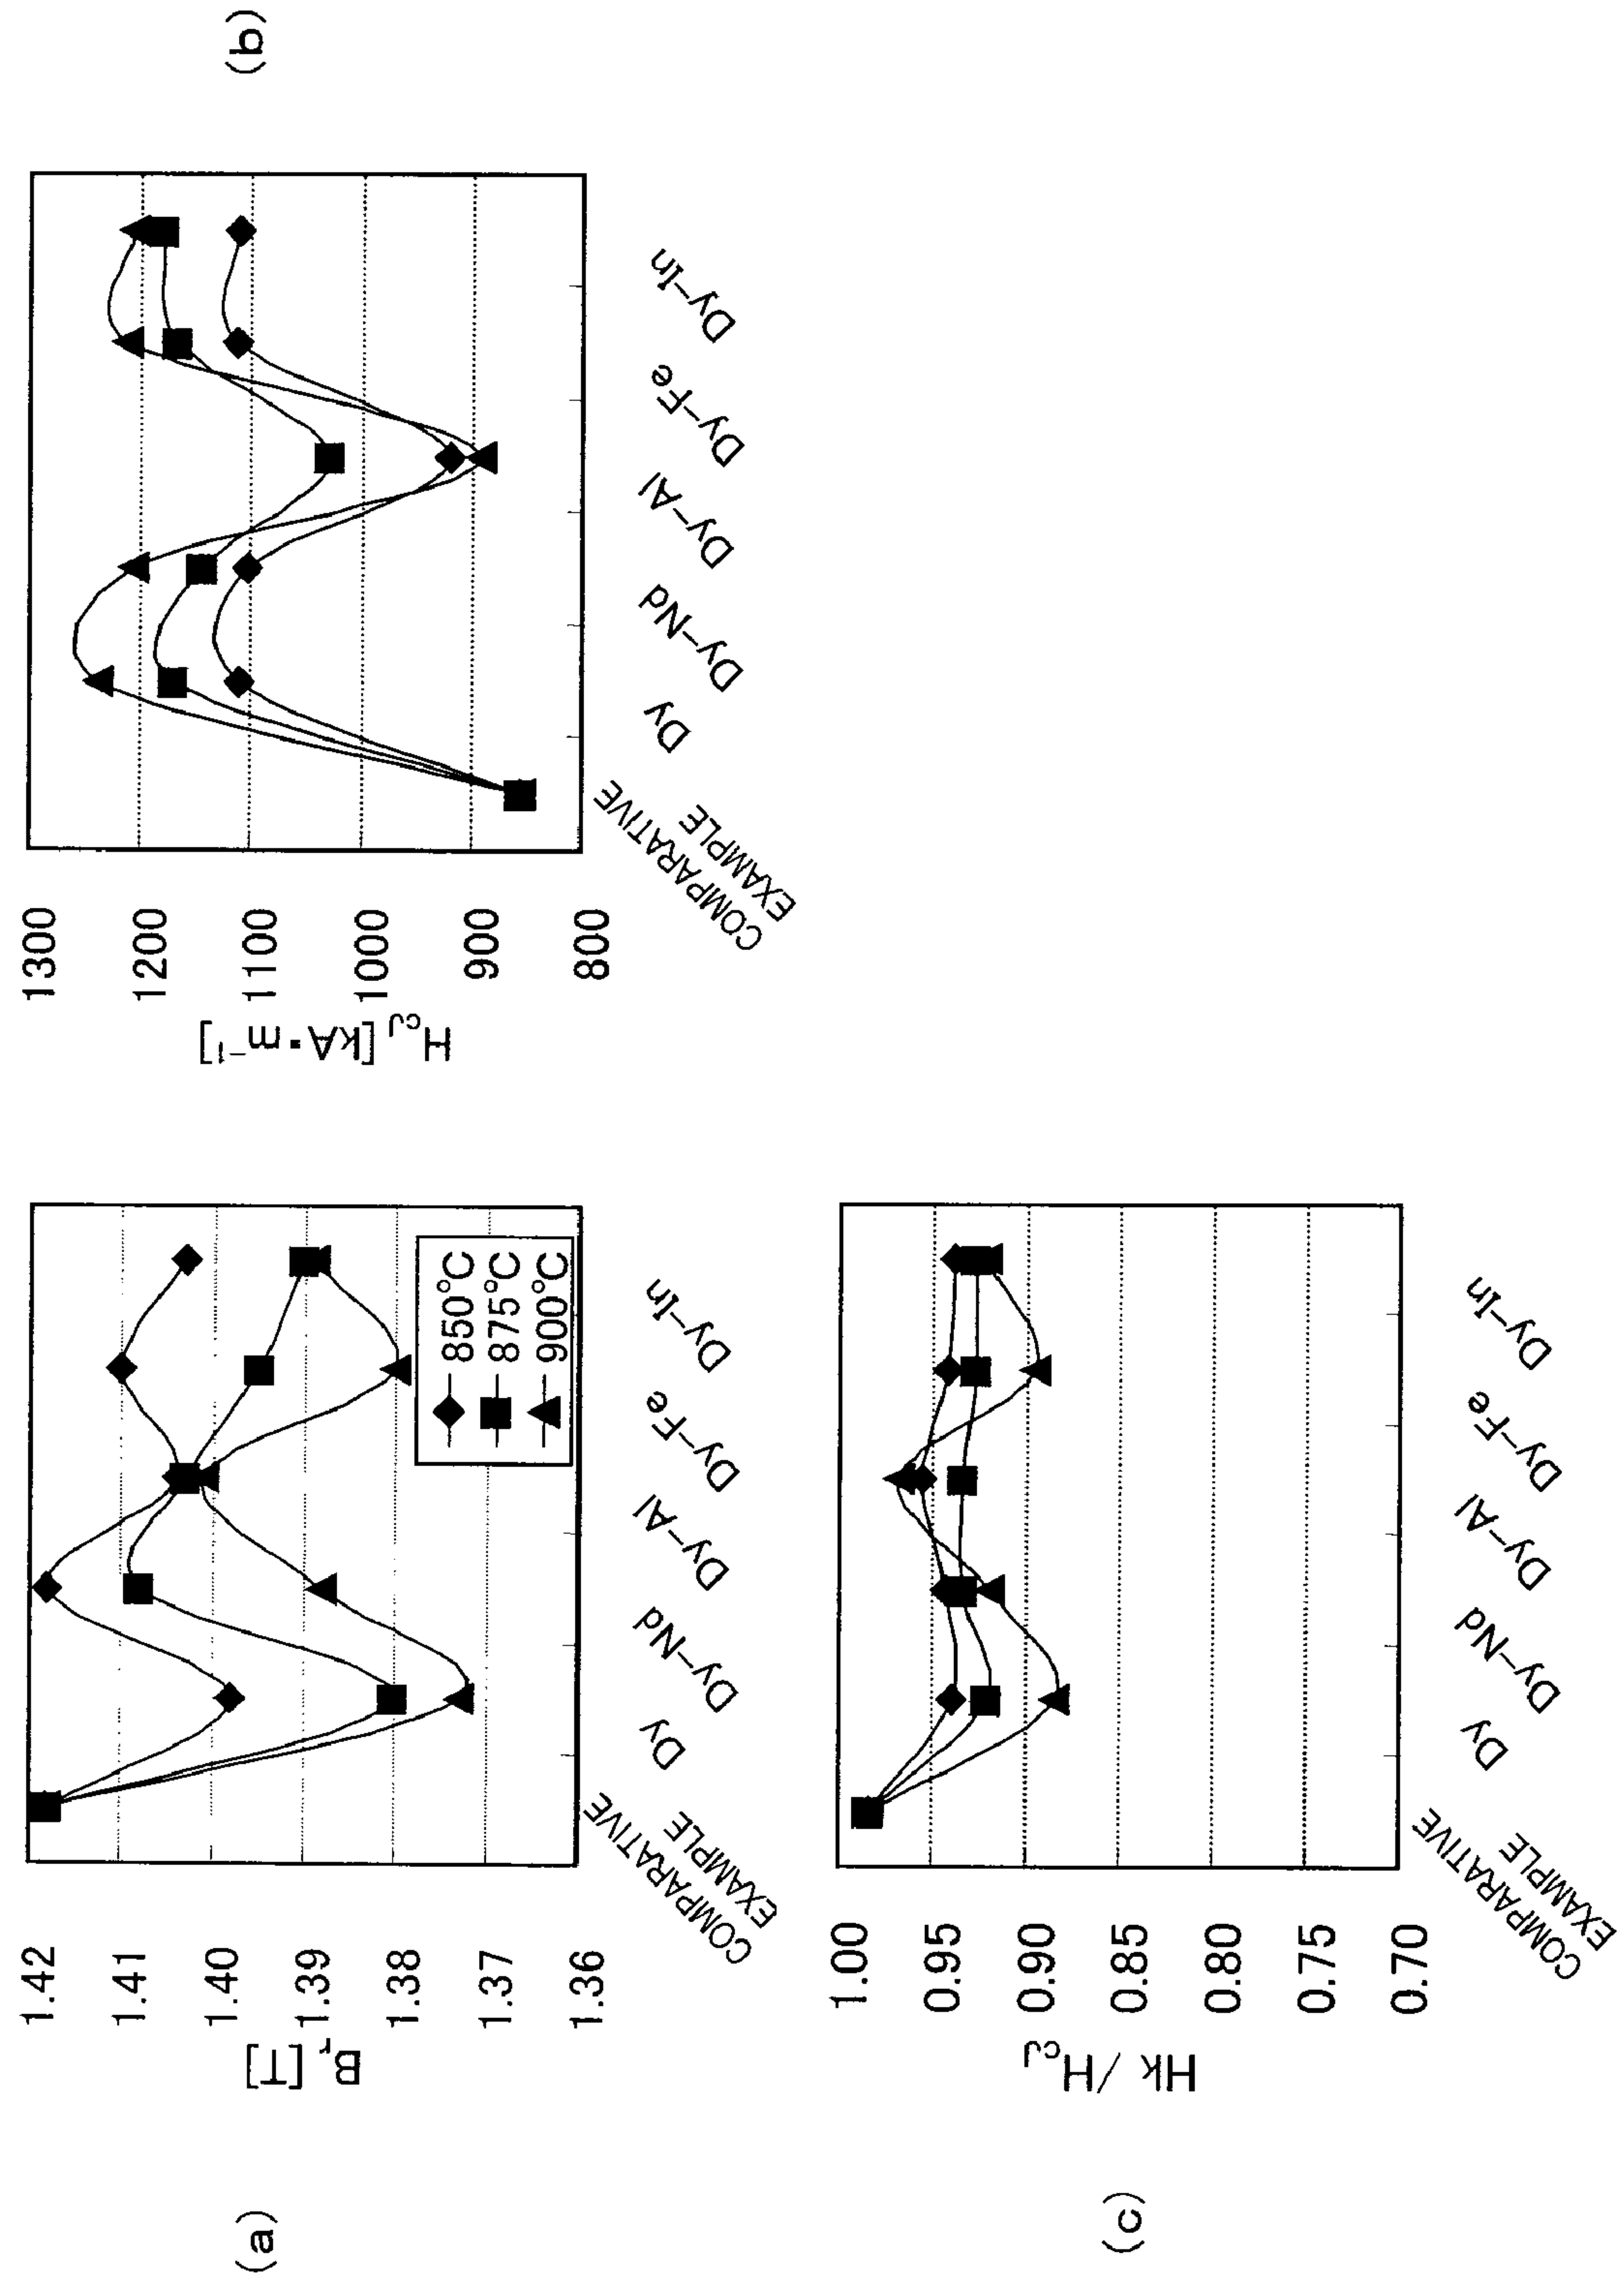 (a)
B_r [T]
1.42
1.41
1.40
1.39
1.38
1.37
1.36
850°C
875°C
900°C
COMPARATIVE
EXAMPLE
Dy
Dy-Nd
Dy-Al
Dy-Fe
Dy-In
(b)
H_cJ [kA·m⁻¹]
1300
1200
1100
1000
900
800
COMPARATIVE
EXAMPLE
Dy
Dy-Nd
Dy-Al
Dy-Fe
Dy-In
(c)
Hk/H_cJ
1.00
0.95
0.90
0.85
0.80
0.75
0.70
COMPARATIVE
EXAMPLE
Dy
Dy-Nd
Dy-Al
Dy-Fe
Dy-In